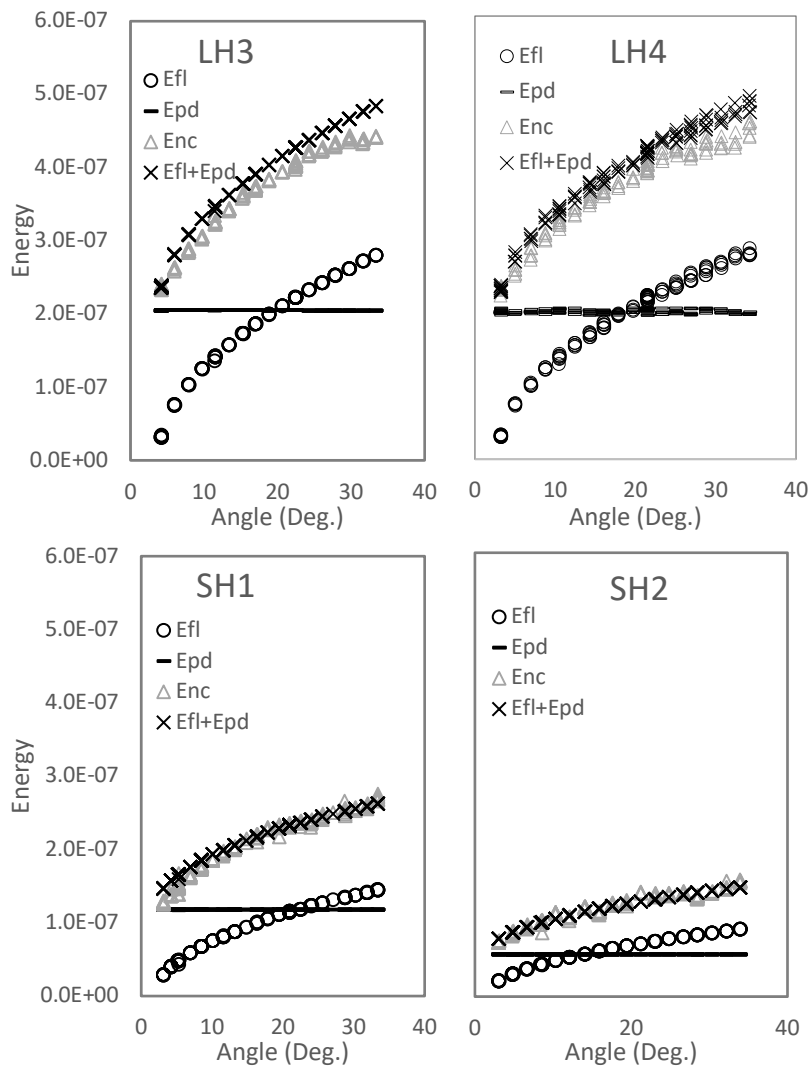 6.0E-07
5.0E-07
4.0E-07
3.0E-07
2.0E-07
1.0E-07
0.0E+00
Energy
LH3
Efl
Epd
Enc
Efl+Epd
0 10 20 30 40
Angle (Deg.)
LH4
Efl
Epd
Enc
Efl+Epd
0 10 20 30 40
Angle (Deg.)
6.0E-07
5.0E-07
4.0E-07
3.0E-07
2.0E-07
1.0E-07
0.0E+00
Energy
SH1
Efl
Epd
Enc
Efl+Epd
0 10 20 30 40
Angle (Deg.)
SH2
Efl
Epd
Enc
Efl+Epd
0 20 40
Angle (Deg.)